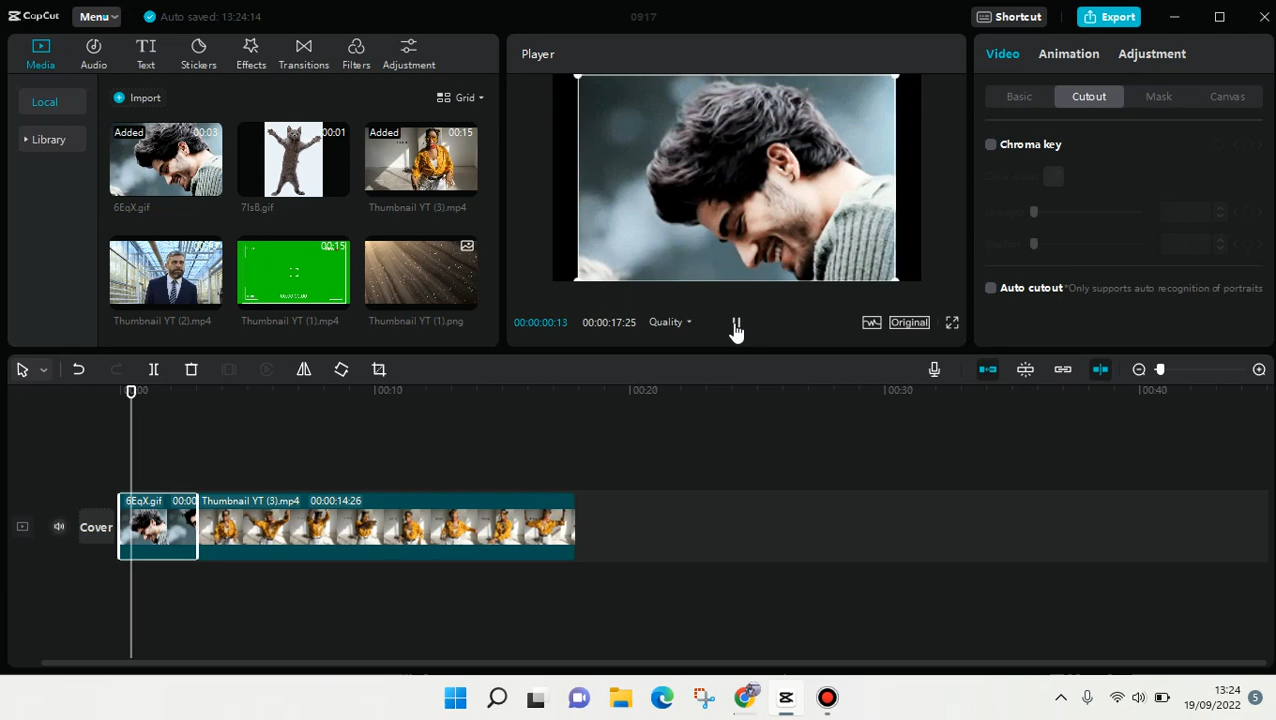 CapCut Menu Auto saved: 13:24:14 0917 Shortcut Export
Media Audio Text Stickers Effects Transitions Filters Adjustment
Player
Video Animation Adjustment
Local
Import
Grid
Basic Cutout Mask Canvas
Library
Added 00:03
00:01
Added 00:15
6EqX.gif
7IsB.gif
Thumbnail YT (3).mp4
Chroma key
00:15
Thumbnail YT (2).mp4
Thumbnail YT (1).mp4
Thumbnail YT (1).png
Auto cutout *Only supports auto recognition of portraits
00:00:00:13 00:00:17:25 Quality
Original
00:10 00:20 00:30 00:40
6EqX.gif 00:00 Thumbnail YT (3).mp4 00:00:14:26
Cover
13:24
19/09/2022
5